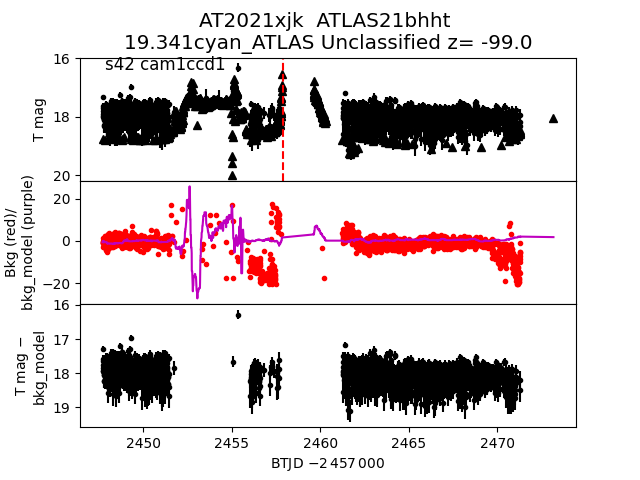 AT2021xjk  ATLAS21bhht
19.341cyan_ATLAS Unclassified z= -99.0
s42 cam1ccd1
16
18
20
T mag
20
0
−20
Bkg (red)/
bkg_model (purple)
16
17
18
19
T mag −
bkg_model
2450 2455 2460 2465 2470
BTJD −2 457 000